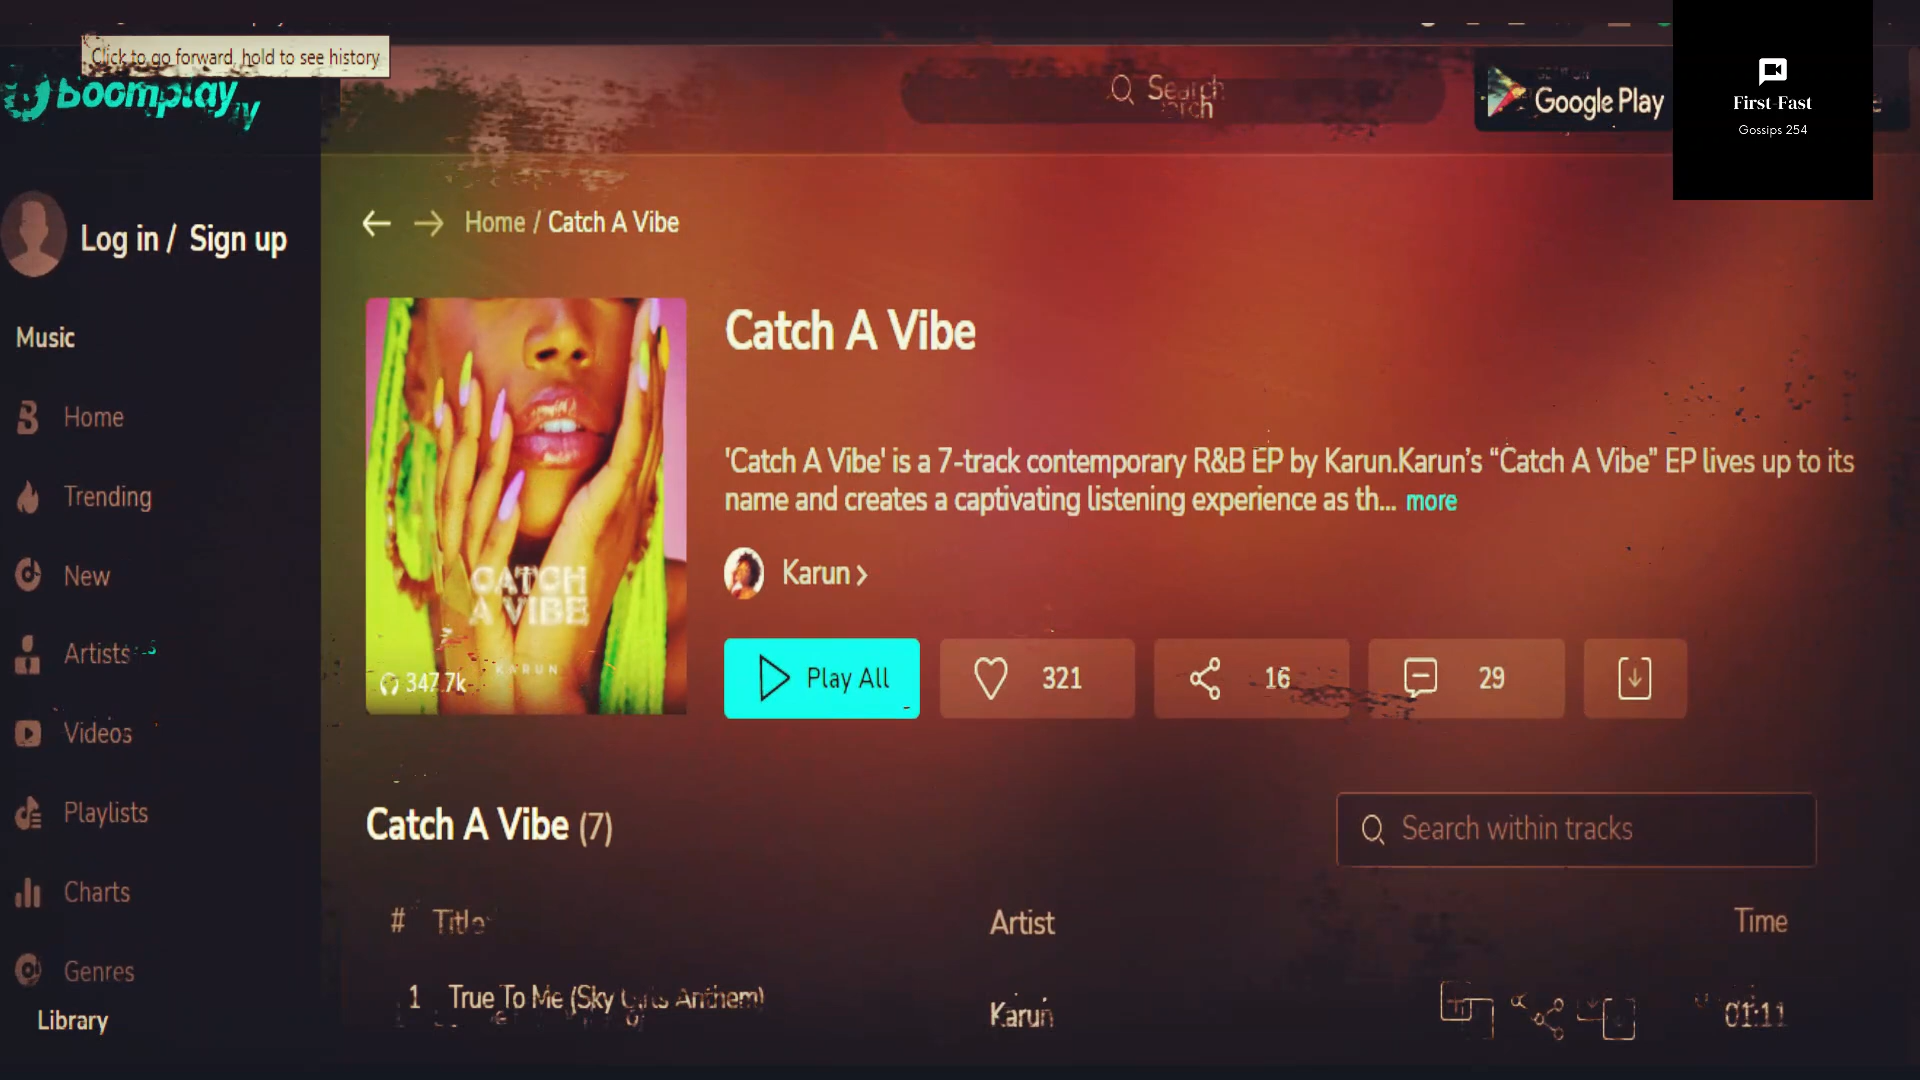 Click to go forward, hold to see history
Boomplay
Search
Google Play
First-Fast
Gossips 254
Log in / Sign up
Home / Catch A Vibe
Music
Home
Trending
New
Artists
Videos
Playlists
Charts
Genres
Library
CATCH
A VIBE
KARUN
347.7k
Catch A Vibe
'Catch A Vibe' is a 7-track contemporary R&B EP by Karun.Karun's “Catch A Vibe” EP lives up to its
name and creates a captivating listening experience as th... more
Karun
Play All
321
16
29
Catch A Vibe (7)
Search within tracks
# Title Artist Time
1 True To Me (Sky Anthem) Karun 01:11